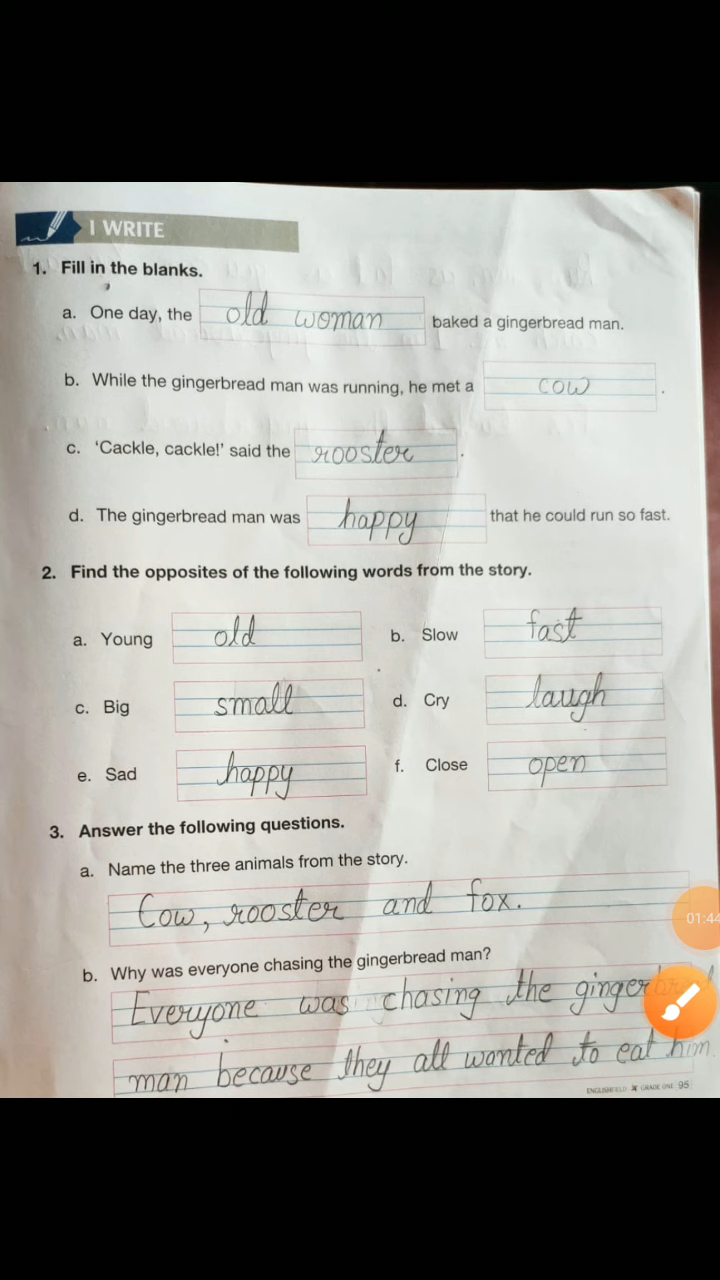 I WRITE
1. Fill in the blanks.
a. One day, the old woman baked a gingerbread man.
b. While the gingerbread man was running, he met a cow.
c. 'Cackle, cackle!' said the rooster.
d. The gingerbread man was happy that he could run so fast.
2. Find the opposites of the following words from the story.
a. Young old b. Slow fast
c. Big small d. Cry laugh
e. Sad happy f. Close open
3. Answer the following questions.
a. Name the three animals from the story.
Cow, rooster and fox.
01:44
b. Why was everyone chasing the gingerbread man?
Everyone was chasing the gingerbread
man because they all wanted to eat him
ENGLISHFIELD GRADE ONE 95